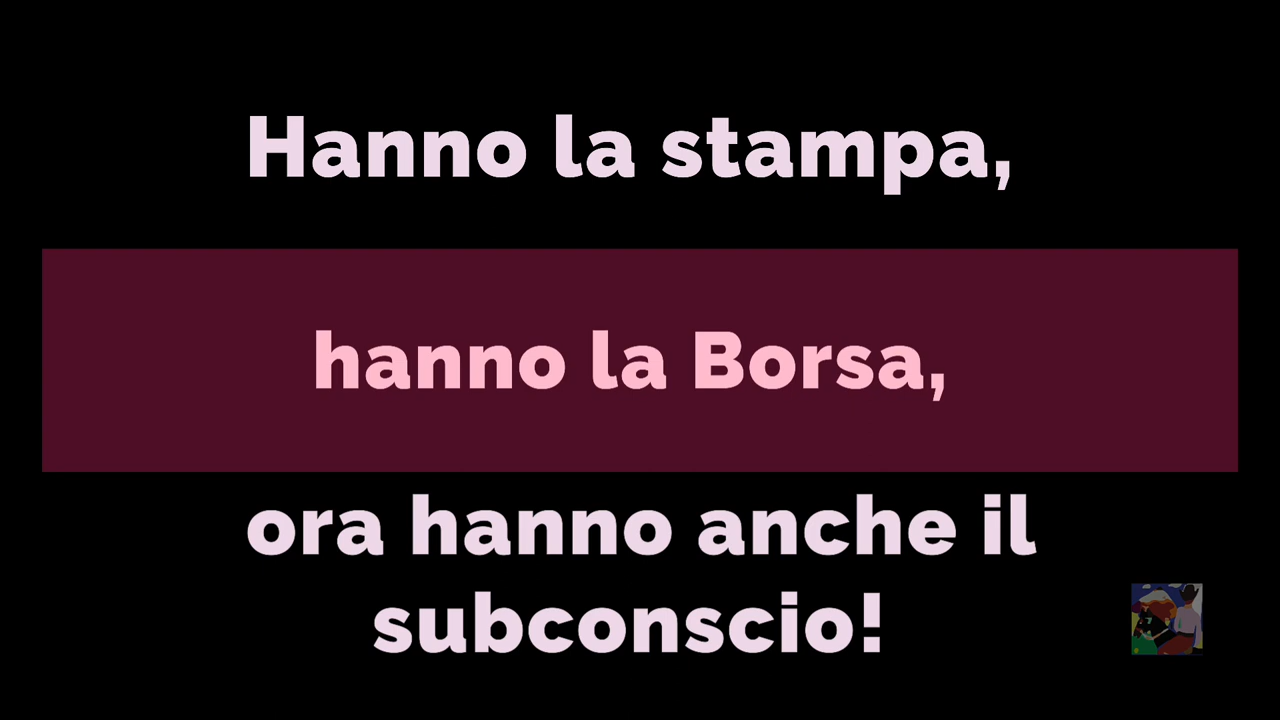 Hanno la stampa,
hanno la Borsa,
ora hanno anche il
subconscio!